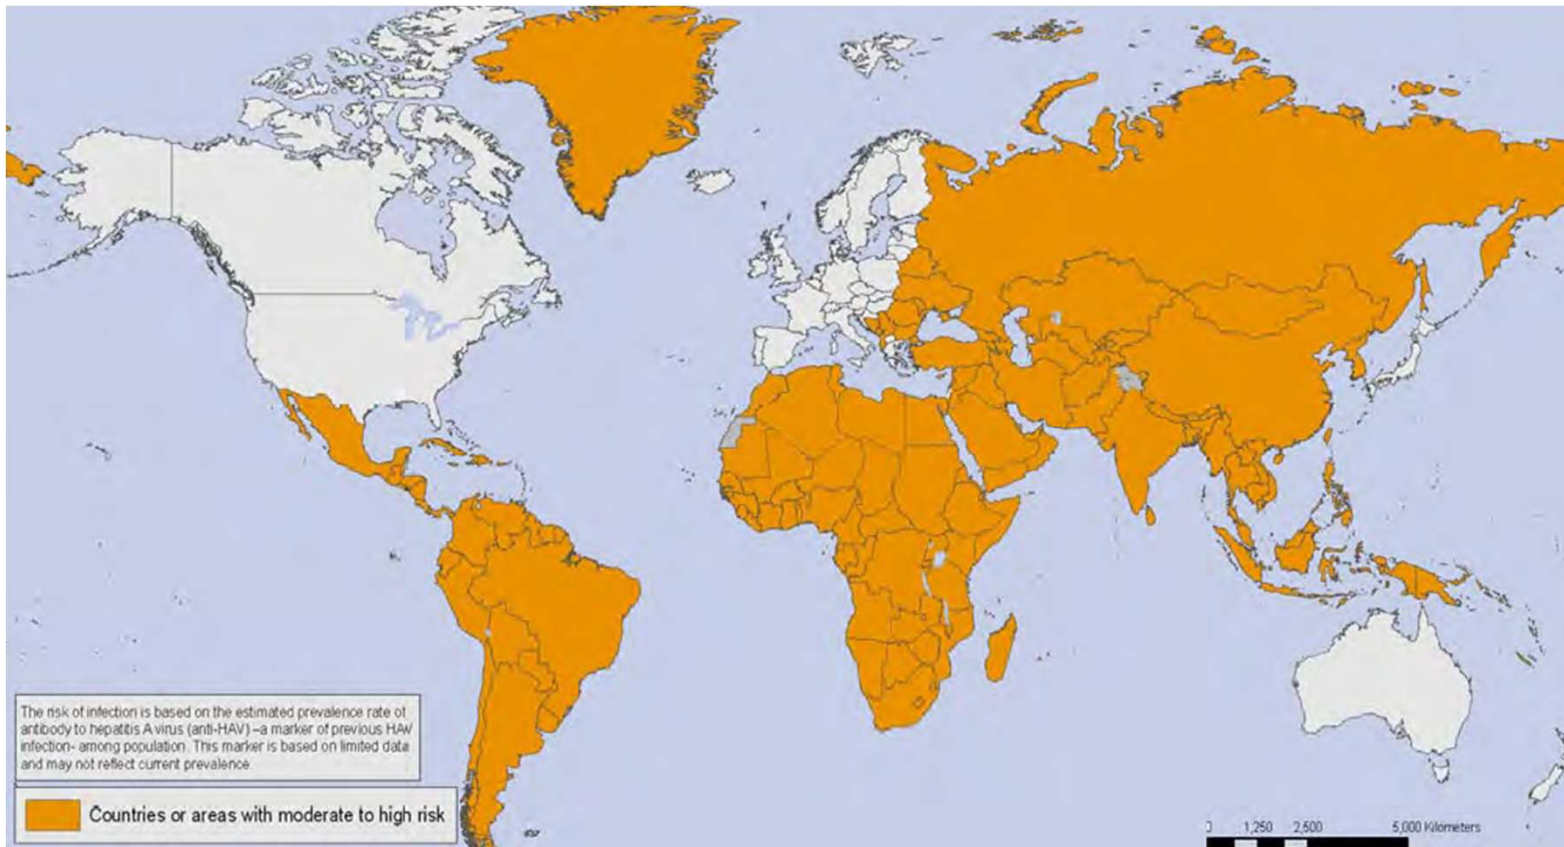 The risk of infection is based on the estimated prevalence rate of
antibody to hepatitis A virus (anti-HAV) –a marker of previous HAV
infection- among population. This marker is based on limited data
and may not reflect current prevalence.
Countries or areas with moderate to high risk
0 1,250 2,500 5,000 Kilometers